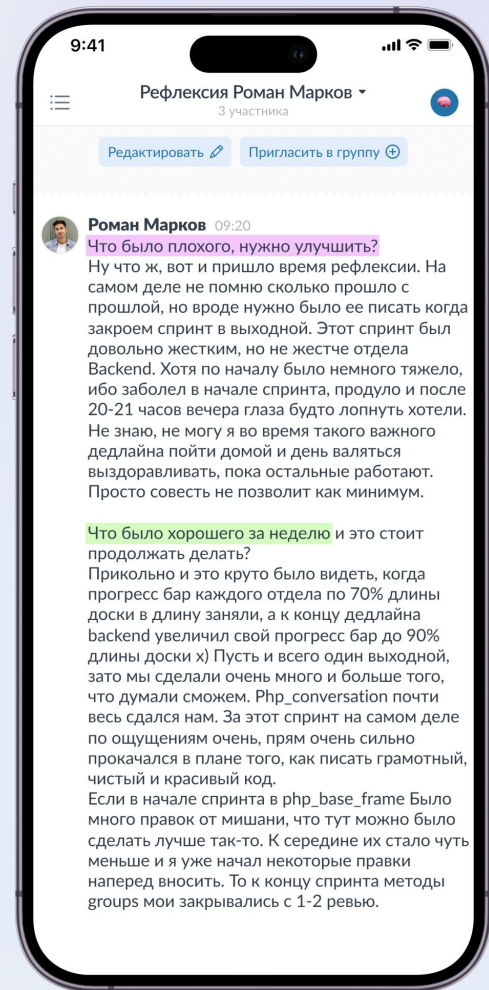 9:41
Рефлексия Роман Марков
3 участника
Редактировать
Пригласить в группу
Роман Марков 09:20
Что было плохого, нужно улучшить?
Ну что ж, вот и пришло время рефлексии. На
самом деле не помню сколько прошло с
прошлой, но вроде нужно было ее писать когда
закроем спринт в выходной. Этот спринт был
довольно жестким, но не жестче отдела
Backend. Хотя по началу было немного тяжело,
ибо заболел в начале спринта, продуло и после
20-21 часов вечера глаза будто лопнуть хотели.
Не знаю, не могу я во время такого важного
дедлайна пойти домой и день валяться
выздоравливать, пока остальные работают.
Просто совесть не позволит как минимум.
Что было хорошего за неделю и это стоит
продолжать делать?
Прикольно и это круто было видеть, когда
прогресс бар каждого отдела по 70% длины
доски в длину заняли, а к концу дедлайна
backend увеличил свой прогресс бар до 90%
длины доски х) Пусть и всего один выходной,
зато мы сделали очень много и больше того,
что думали сможем. Php_conversation почти
весь сдался нам. За этот спринт на самом деле
по ощущениям очень, прям очень сильно
прокачался в плане того, как писать грамотный,
чистый и красивый код.
Если в начале спринта в php_base_frame Было
много правок от мишани, что тут можно было
сделать лучше так-то. К середине их стало чуть
меньше и я уже начал некоторые правки
наперед вносить. То к концу спринта методы
groups мои закрывались с 1-2 ревью.